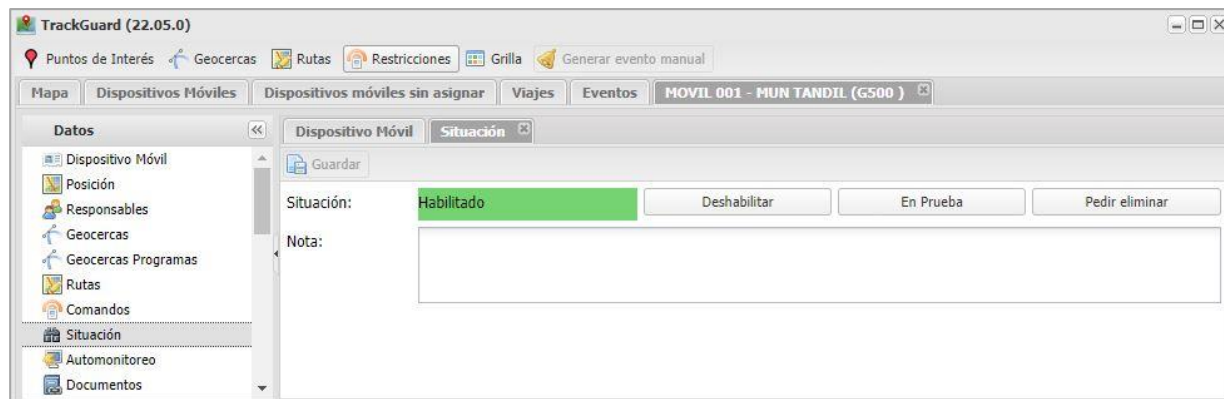 TrackGuard (22.05.0)
Puntos de Interés Geocercas Rutas Restricciones Grilla Generar evento manual
Mapa Dispositivos Móviles Dispositivos móviles sin asignar Viajes Eventos MOVIL 001 - MUN TANDIL (G500 )
Datos
Dispositivo Móvil
Posición
Responsables
Geocercas
Geocercas Programas
Rutas
Comandos
Situación
Automonitoreo
Documentos
Dispositivo Móvil Situación
Guardar
Situación: Habilitado Deshabilitar En Prueba Pedir eliminar
Nota: